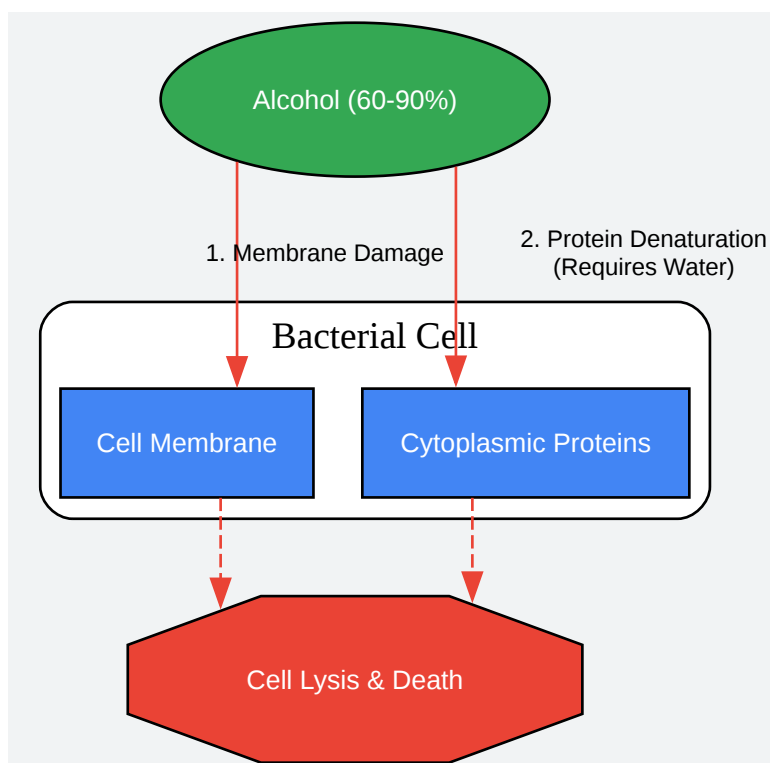 Alcohol (60-90%)
1. Membrane Damage
2. Protein Denaturation
(Requires Water)
Bacterial Cell
Cell Membrane
Cytoplasmic Proteins
Cell Lysis & Death